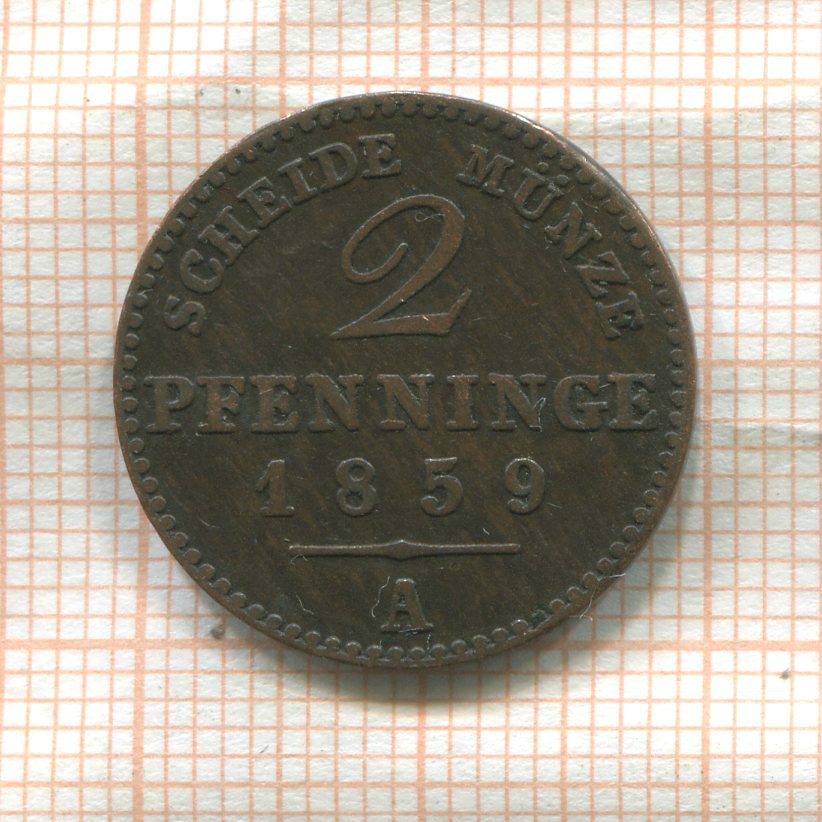 SCHEIDE MÜNZE
2
PFENNINGE
1859
A